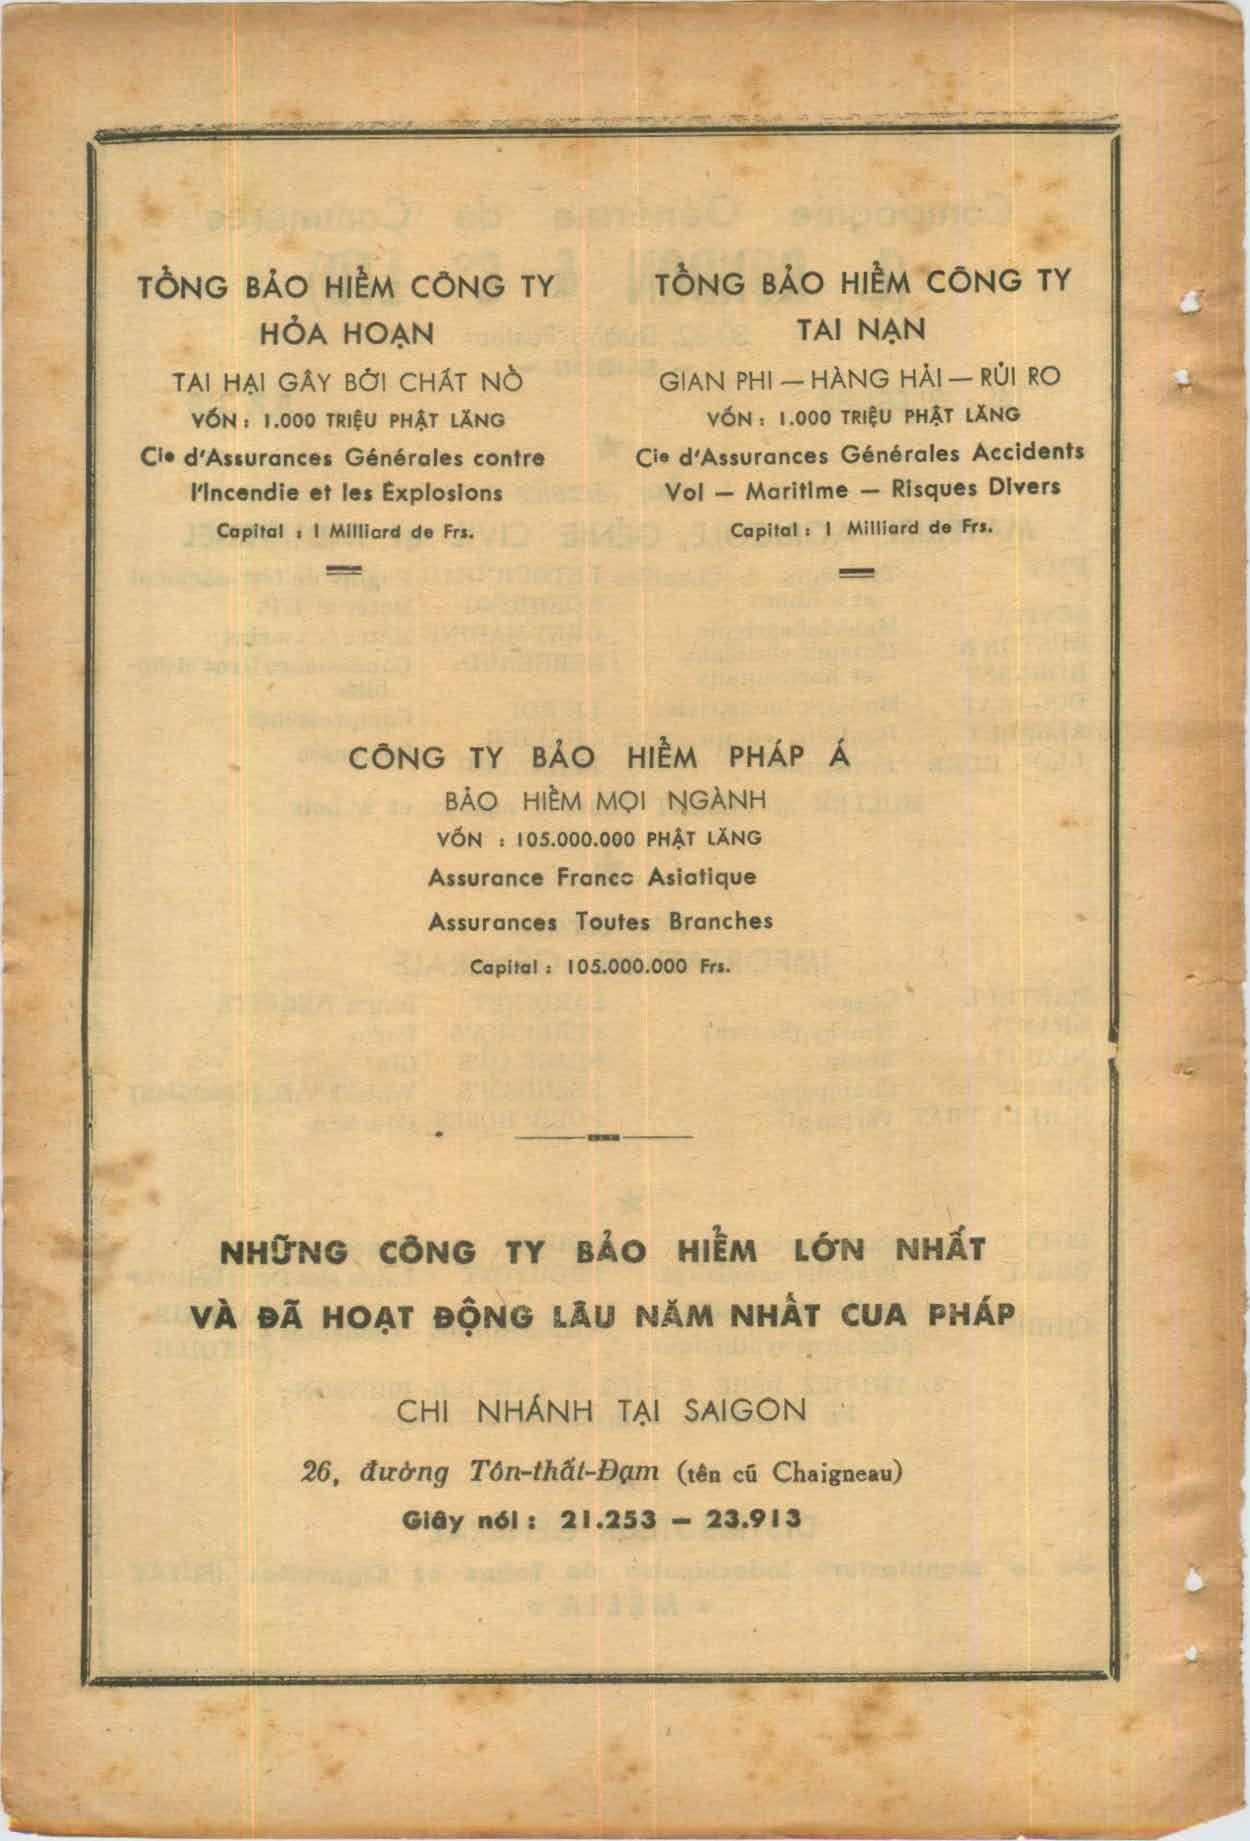 TỔNG BẢO HIỂM CÔNG TY
HỎA HOẠN
TAI HẠI GÂY BỞI CHẤT NỔ
VỐN : 1.000 TRIỆU PHẬT LĂNG
Cie d'Assurances Générales contre
l'Incendie et les Explosions
Capital : 1 Milliard de Frs.
TỔNG BẢO HIỂM CÔNG TY
TAI NẠN
GIAN PHI — HÀNG HẢI — RỦI RO
VỐN : 1.000 TRIỆU PHẬT LĂNG
Cie d'Assurances Générales Accidents
Vol — Maritime — Risques Divers
Capital : 1 Milliard de Frs.
CÔNG TY BẢO HIỂM PHÁP Á
BẢO HIỂM MỌI NGÀNH
VỐN : 105.000.000 PHẬT LĂNG
Assurance Franco Asiatique
Assurances Toutes Branches
Capital : 105.000.000 Frs.
NHỮNG CÔNG TY BẢO HIỂM LỚN NHẤT
VÀ ĐÃ HOẠT ĐỘNG LÂU NĂM NHẤT CUA PHÁP
CHI NHÁNH TẠI SAIGON
26, đường Tôn-thất-Đạm (tên cũ Chaigneau)
Giây nói : 21.253 — 23.913